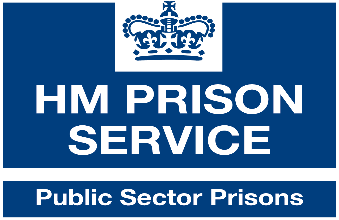 HM PRISON
SERVICE
Public Sector Prisons